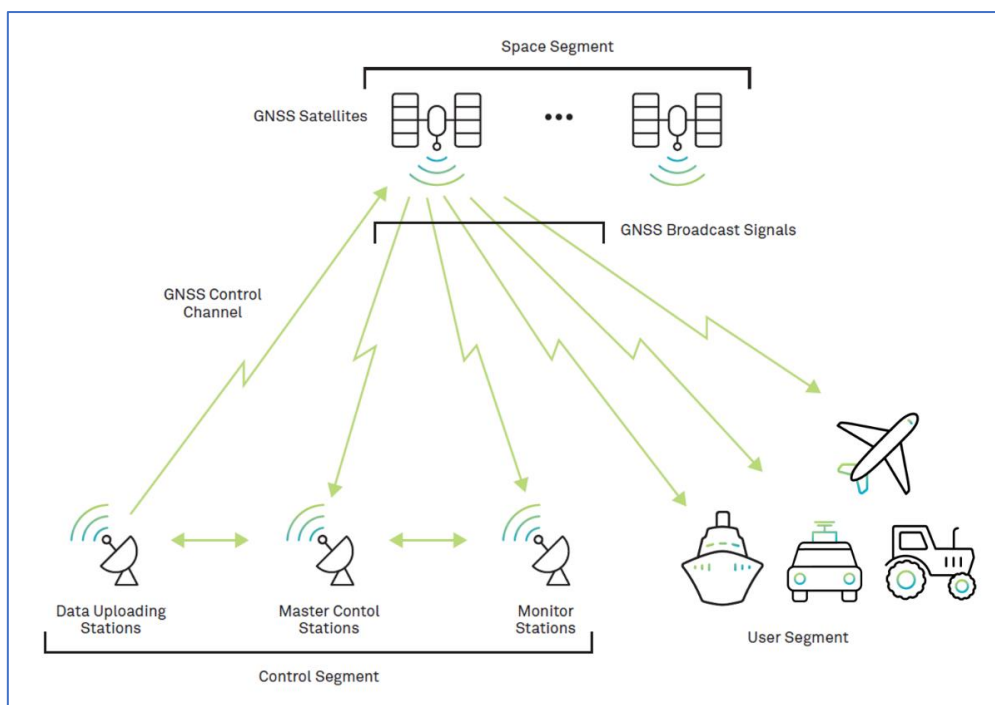 Space Segment
GNSS Satellites
GNSS Broadcast Signals
GNSS Control
Channel
Data Uploading
Stations
Master Contol
Stations
Monitor
Stations
User Segment
Control Segment